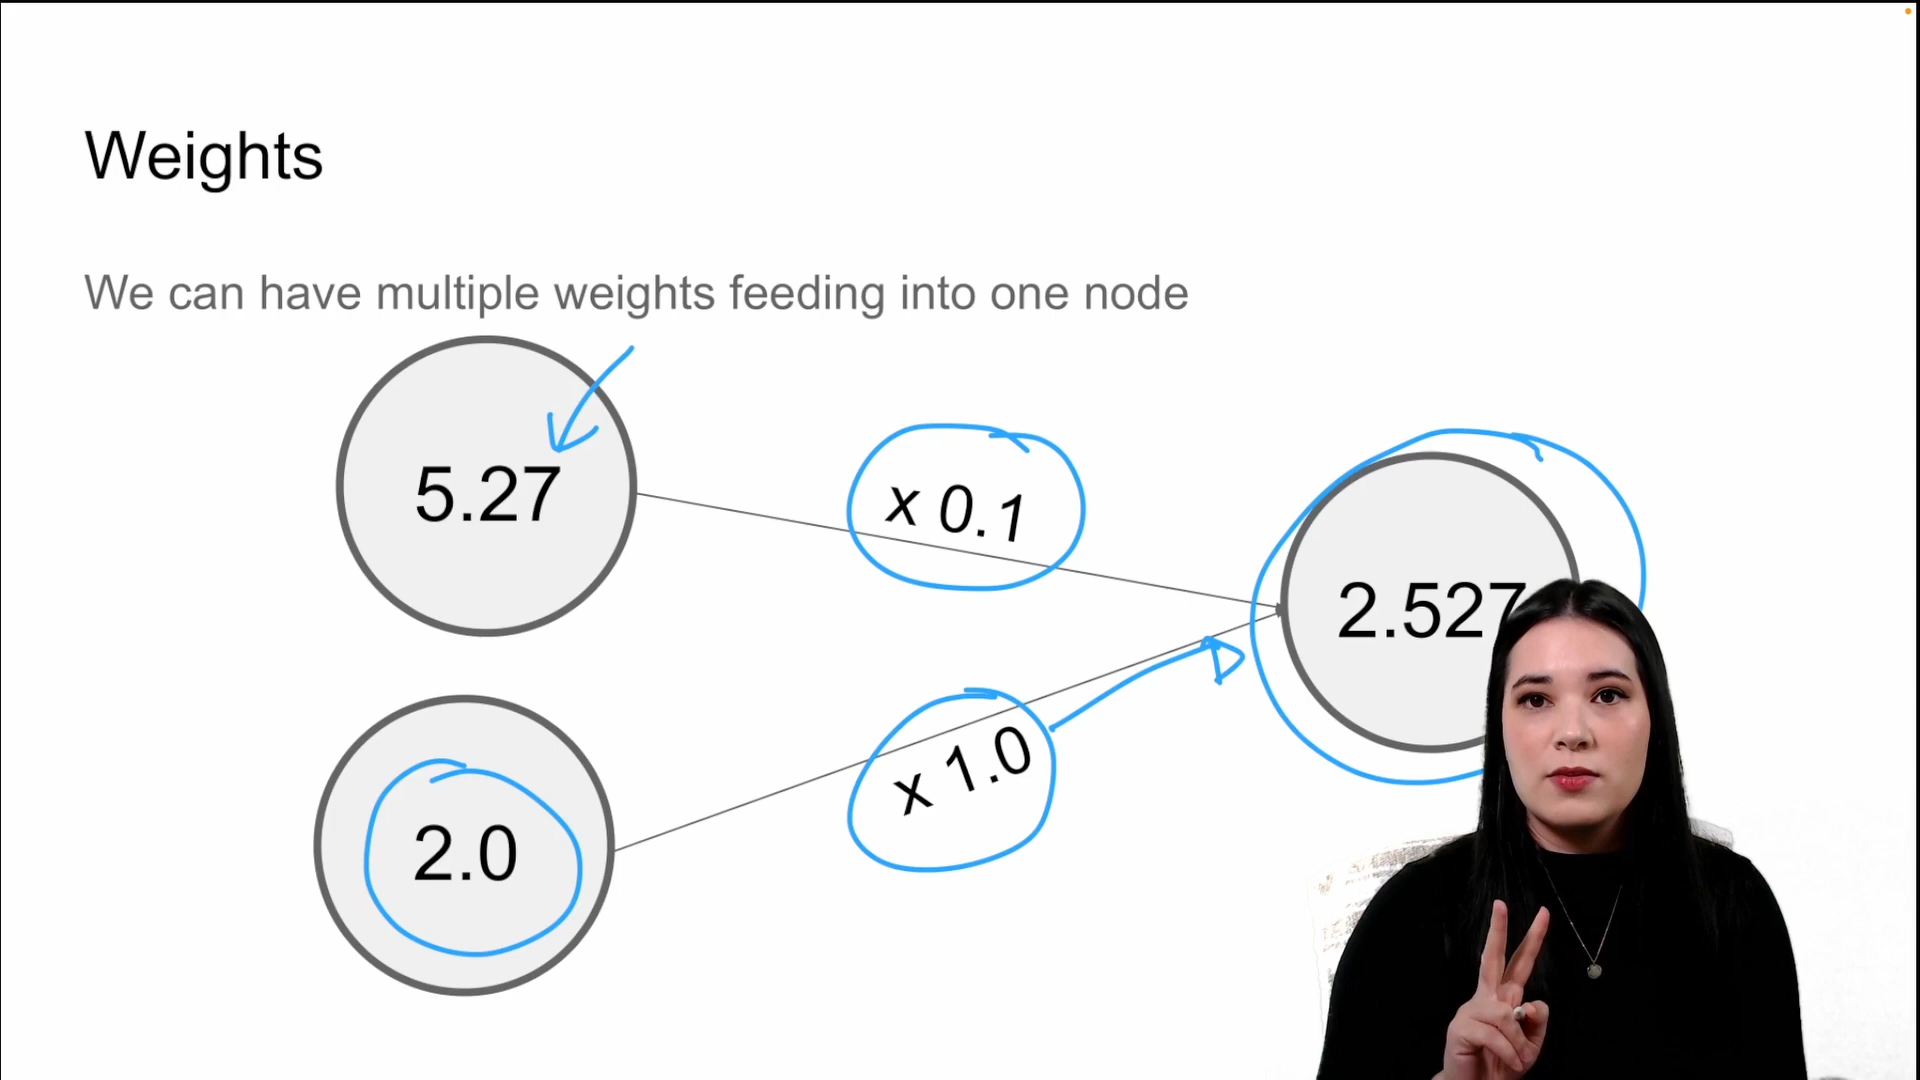 Weights
We can have multiple weights feeding into one node
5.27
x 0.1
2.527
x 1.0
2.0